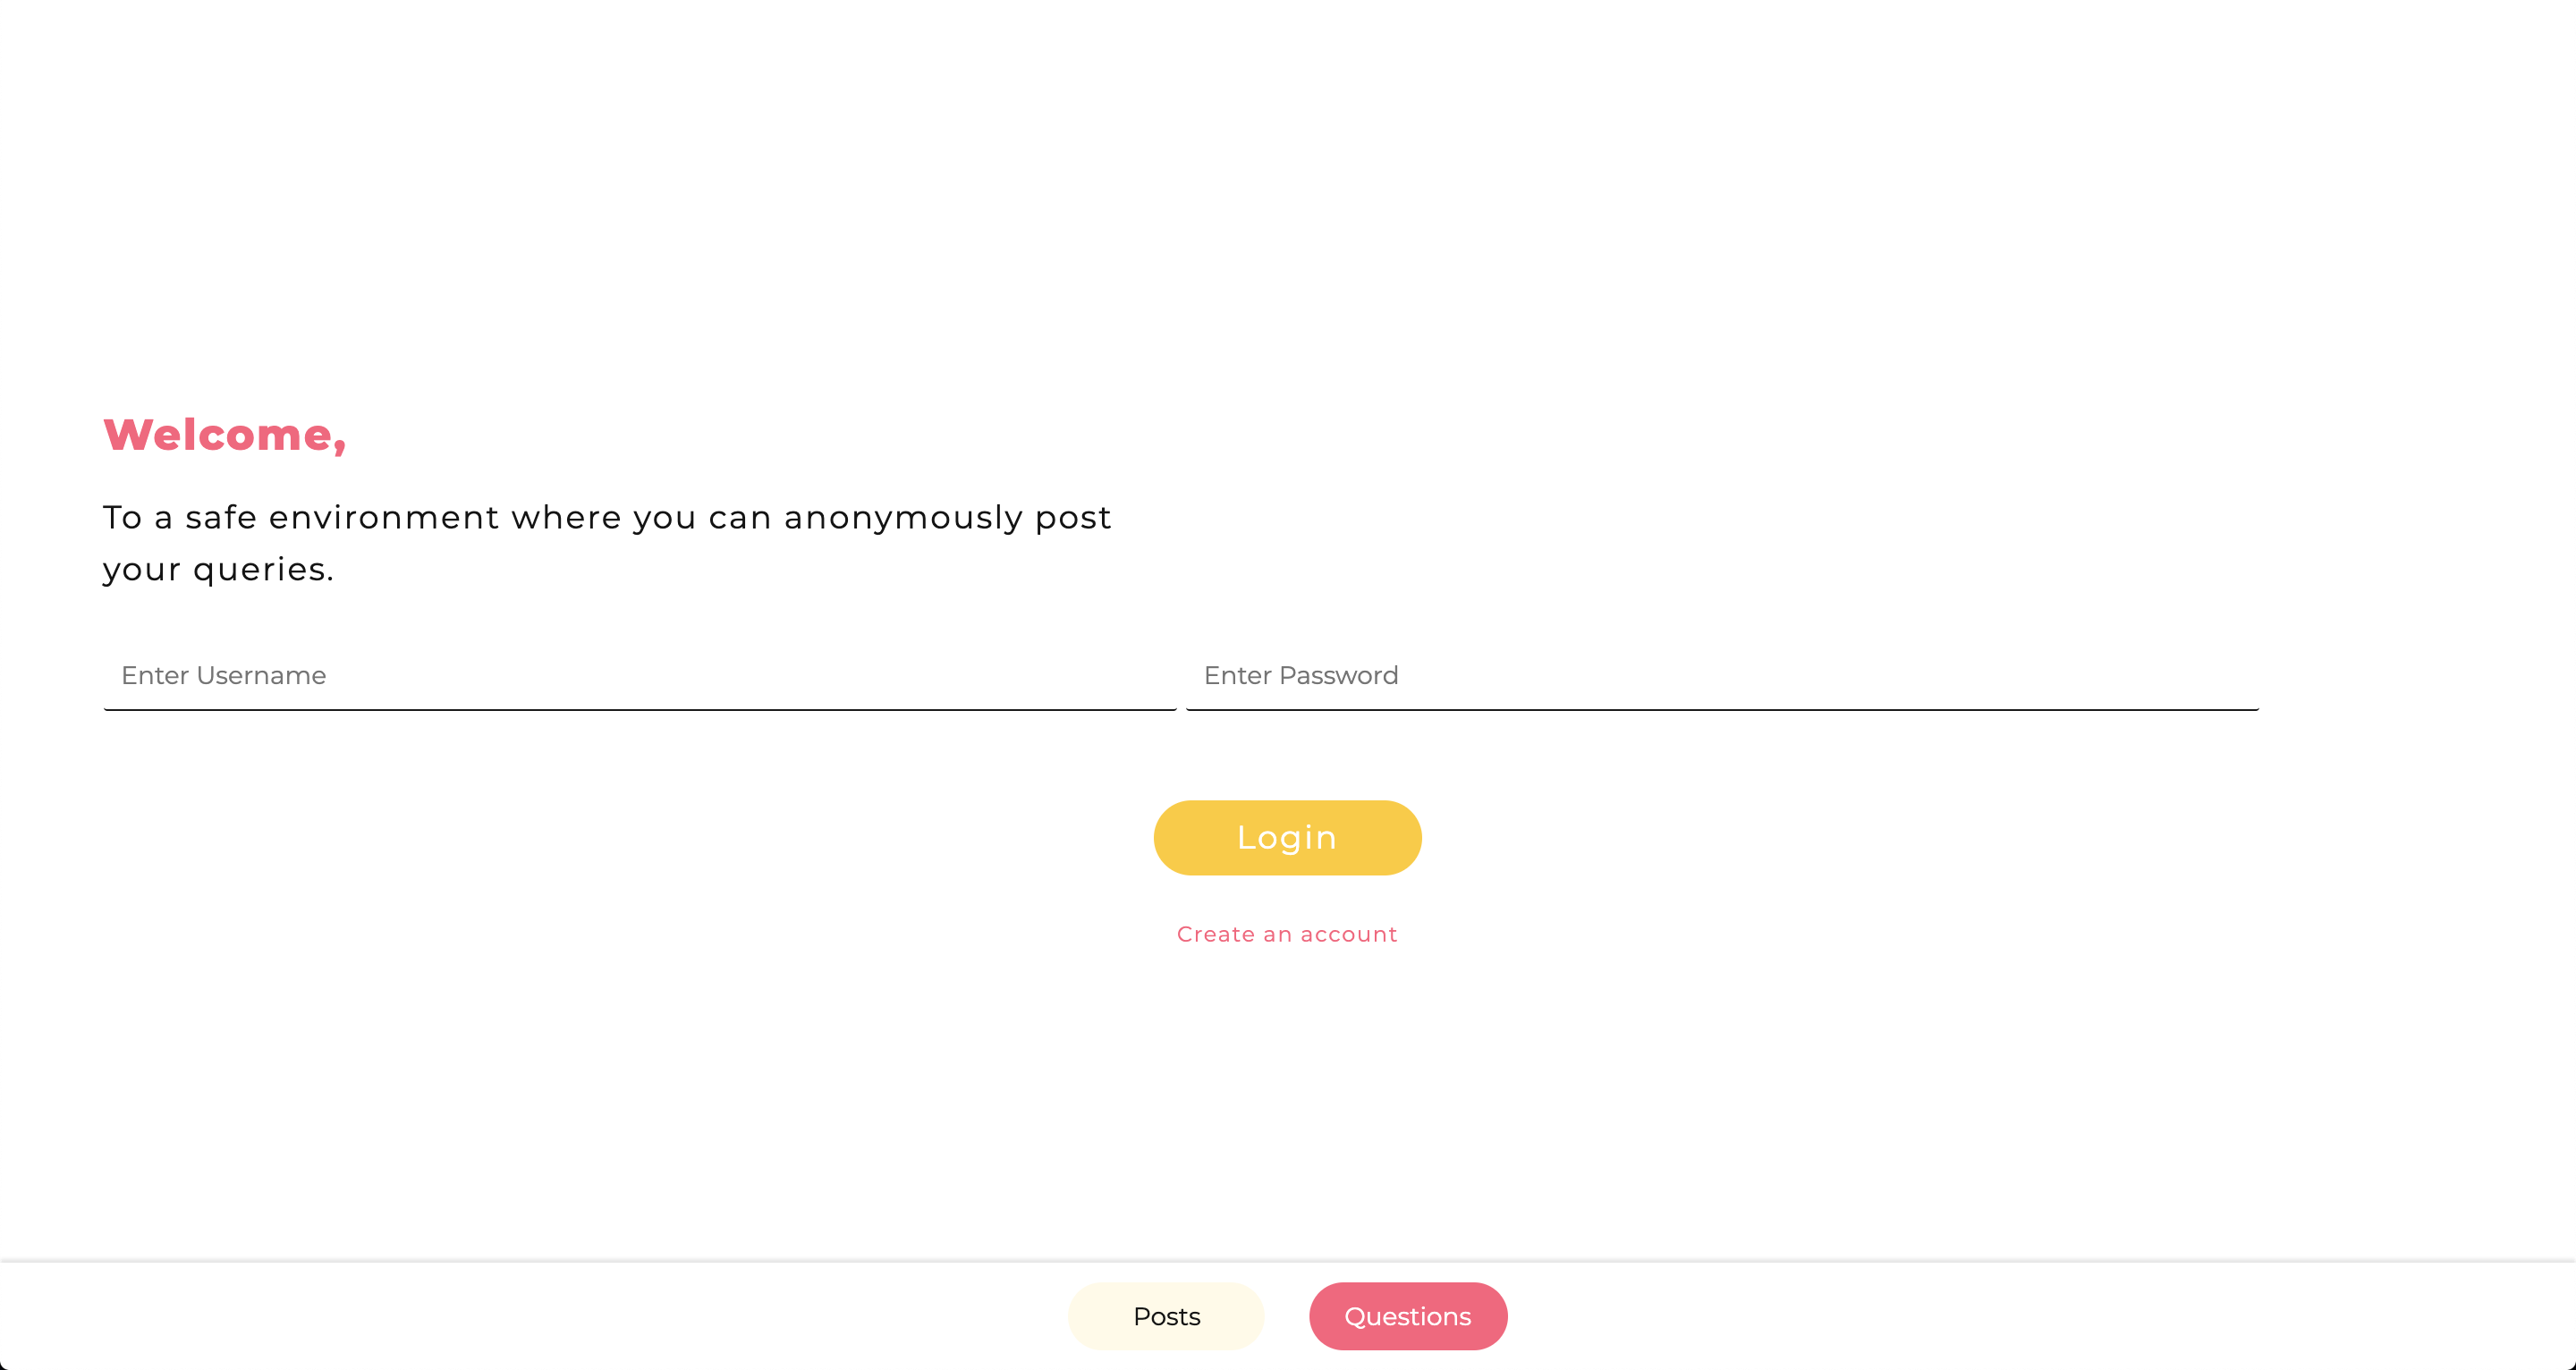 Welcome,
To a safe environment where you can anonymously post
your queries.
Enter Username Enter Password
Login
Create an account
Posts Questions